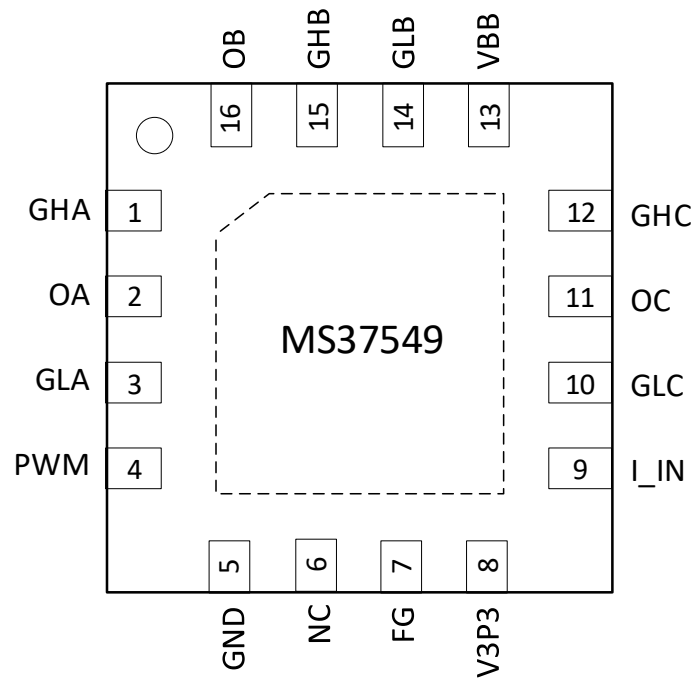 OB GHB GLB VBB
16 15 14 13
GHA 1 12 GHC
OA 2 11 OC
MS37549
GLA 3 10 GLC
PWM 4 9 I_IN
5 6 7 8
GND NC FG V3P3